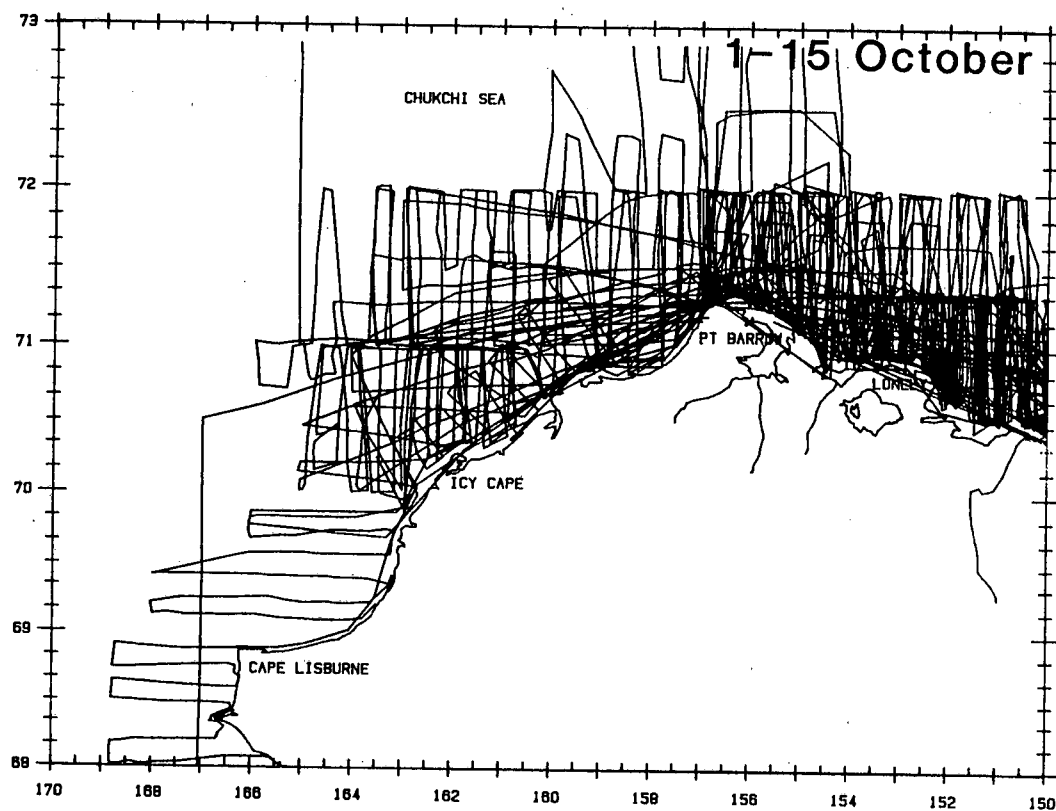 73
1–15 October
CHUKCHI SEA
72
71
PT BARROW
LONELY
70
ICY CAPE
69
CAPE LISBURNE
68
170 168 166 164 162 160 158 156 154 152 150